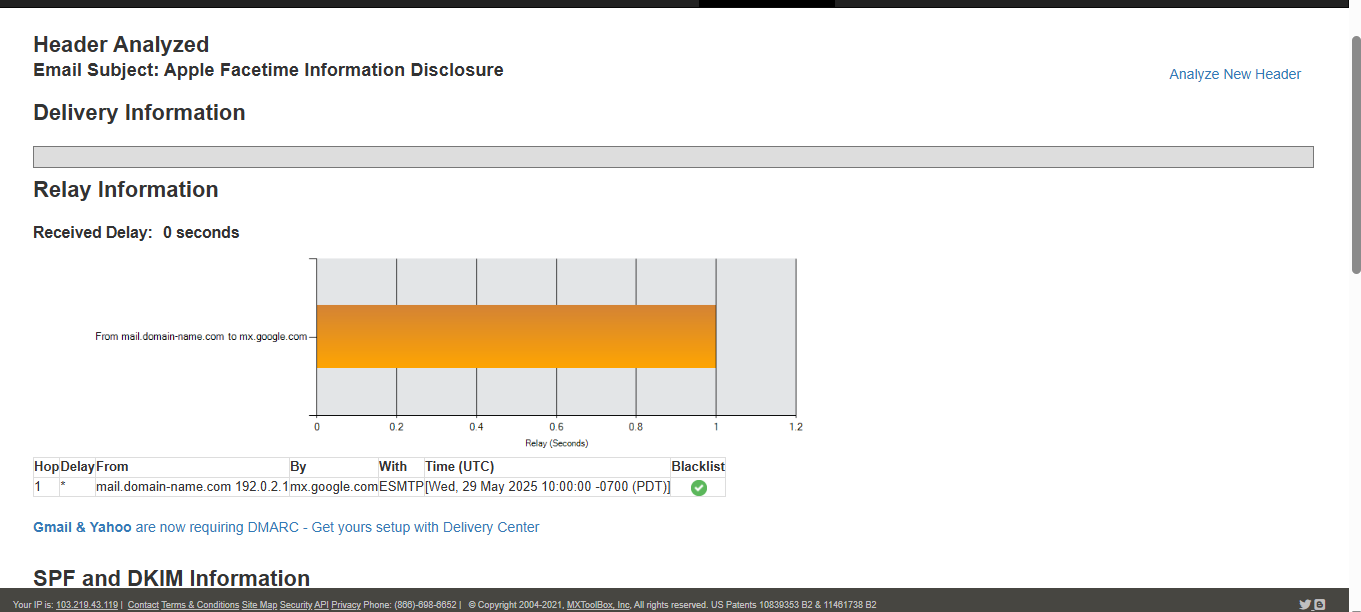 Header Analyzed
Email Subject: Apple Facetime Information Disclosure
Analyze New Header
Delivery Information
Relay Information
Received Delay: 0 seconds
From mail.domain-name.com to mx.google.com
0 0.2 0.4 0.6 0.8 1 1.2
Relay (Seconds)
Hop Delay From By With Time (UTC) Blacklist
1 * mail.domain-name.com 192.0.2.1 mx.google.com ESMTP [Wed, 29 May 2025 10:00:00 -0700 (PDT)]
Gmail & Yahoo are now requiring DMARC - Get yours setup with Delivery Center
SPF and DKIM Information
Your IP is: 103.219.43.119 | Contact Terms & Conditions Site Map Security API Privacy Phone: (866)-698-6652 | © Copyright 2004-2021, MXToolBox, Inc, All rights reserved. US Patents 10839353 B2 & 11461738 B2